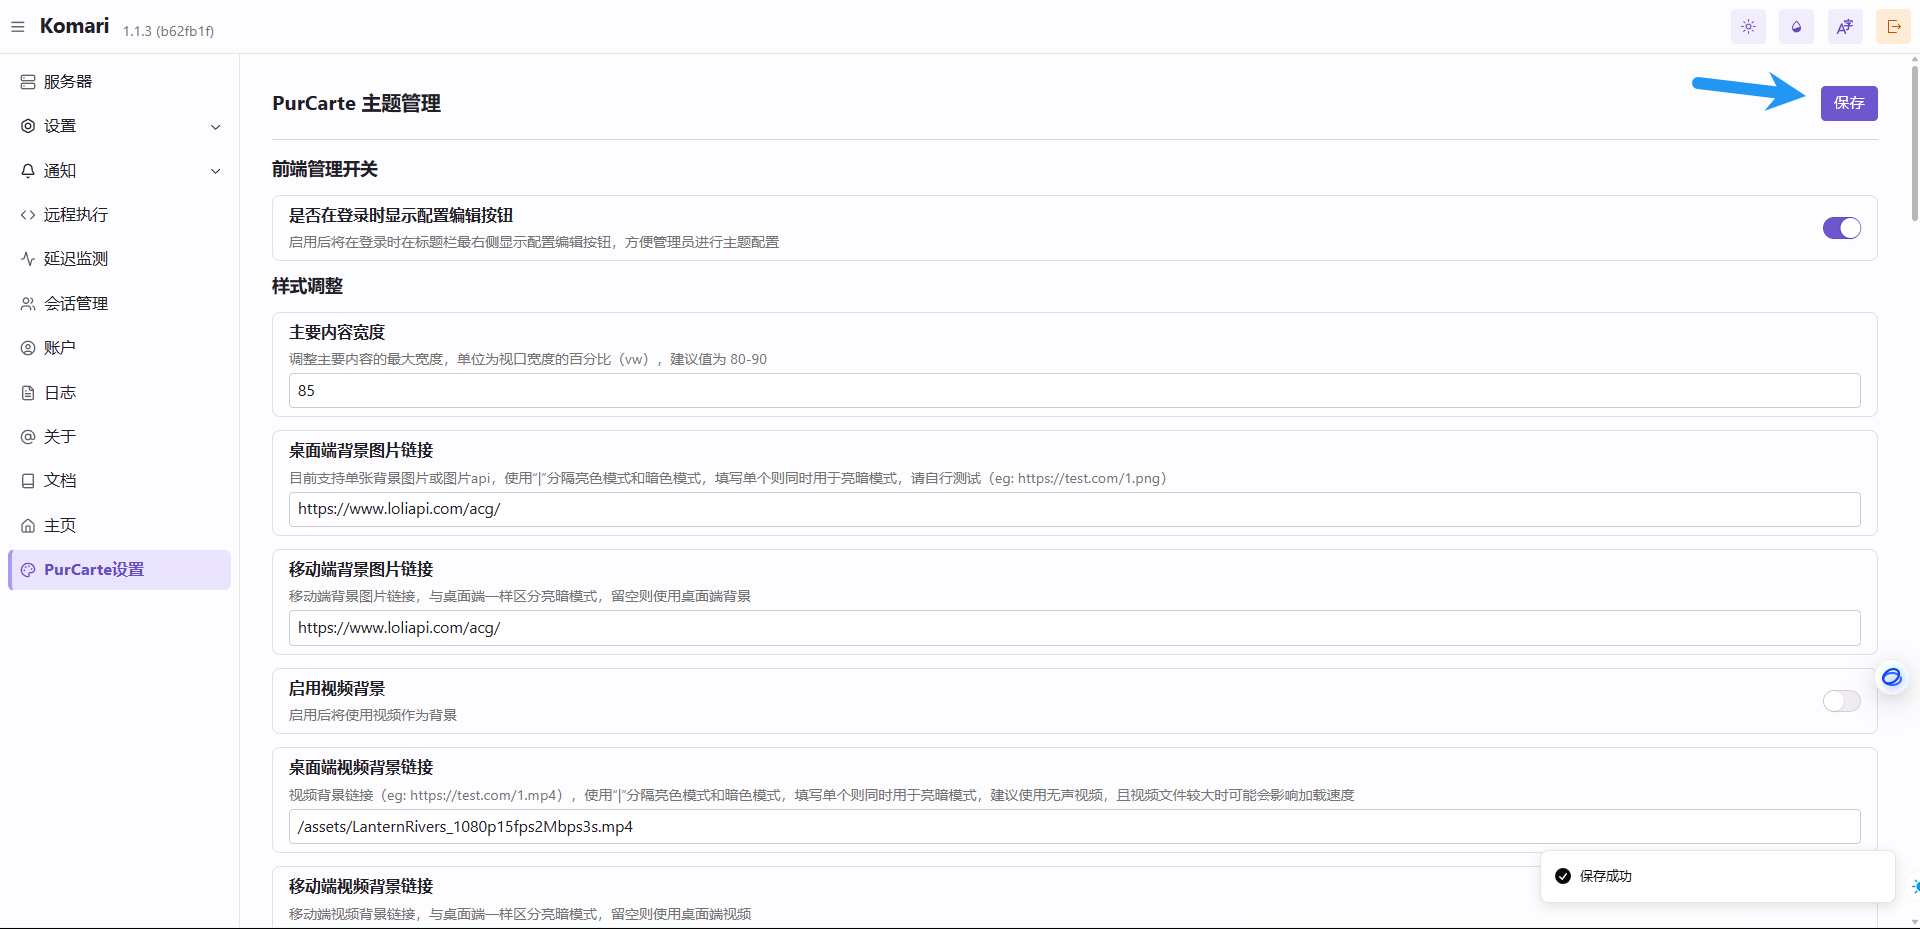 Komari 1.1.3 (b62fb1f)
服务器
设置
通知
远程执行
延迟监测
会话管理
账户
日志
关于
文档
主页
PurCarte设置
PurCarte 主题管理
保存
前端管理开关
是否在登录时显示配置编辑按钮
启用后将在登录时在标题栏最右侧显示配置编辑按钮，方便管理员进行主题配置
样式调整
主要内容宽度
调整主要内容的最大宽度，单位为视口宽度的百分比（vw），建议值为 80-90
85
桌面端背景图片链接
目前支持单张背景图片或图片api，使用"|"分隔亮色模式和暗色模式，填写单个则同时用于亮暗模式，请自行测试（eg: https://test.com/1.png）
https://www.loliapi.com/acg/
移动端背景图片链接
移动端背景图片链接，与桌面端一样区分亮暗模式，留空则使用桌面端背景
https://www.loliapi.com/acg/
启用视频背景
启用后将使用视频作为背景
桌面端视频背景链接
视频背景链接（eg: https://test.com/1.mp4），使用"|"分隔亮色模式和暗色模式，填写单个则同时用于亮暗模式，建议使用无声视频，且视频文件较大时可能会影响加载速度
/assets/LanternRivers_1080p15fps2Mbps3s.mp4
移动端视频背景链接
移动端视频背景链接，与桌面端一样区分亮暗模式，留空则使用桌面端视频
保存成功